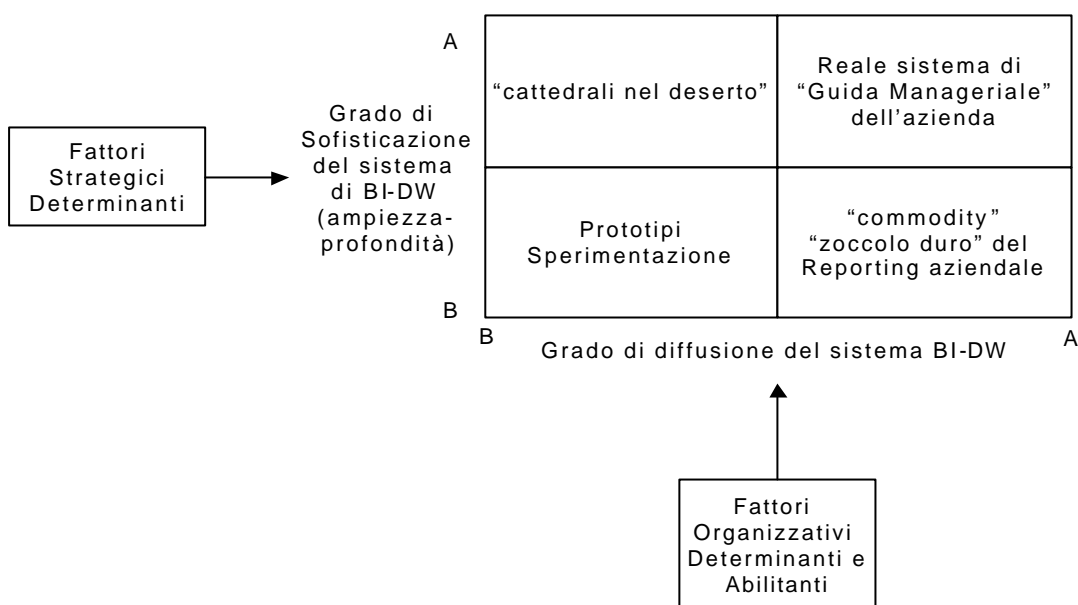 A
“cattedrali nel deserto”
Reale sistema di
“Guida Manageriale”
dell’azienda
Grado di
Sofisticazione
del sistema
di BI-DW
(ampiezza-
profondità)
Fattori
Strategici
Determinanti
Prototipi
Sperimentazione
“commodity”
“zoccolo duro” del
Reporting aziendale
B
B
A
Grado di diffusione del sistema BI-DW
Fattori
Organizzativi
Determinanti e
Abilitanti